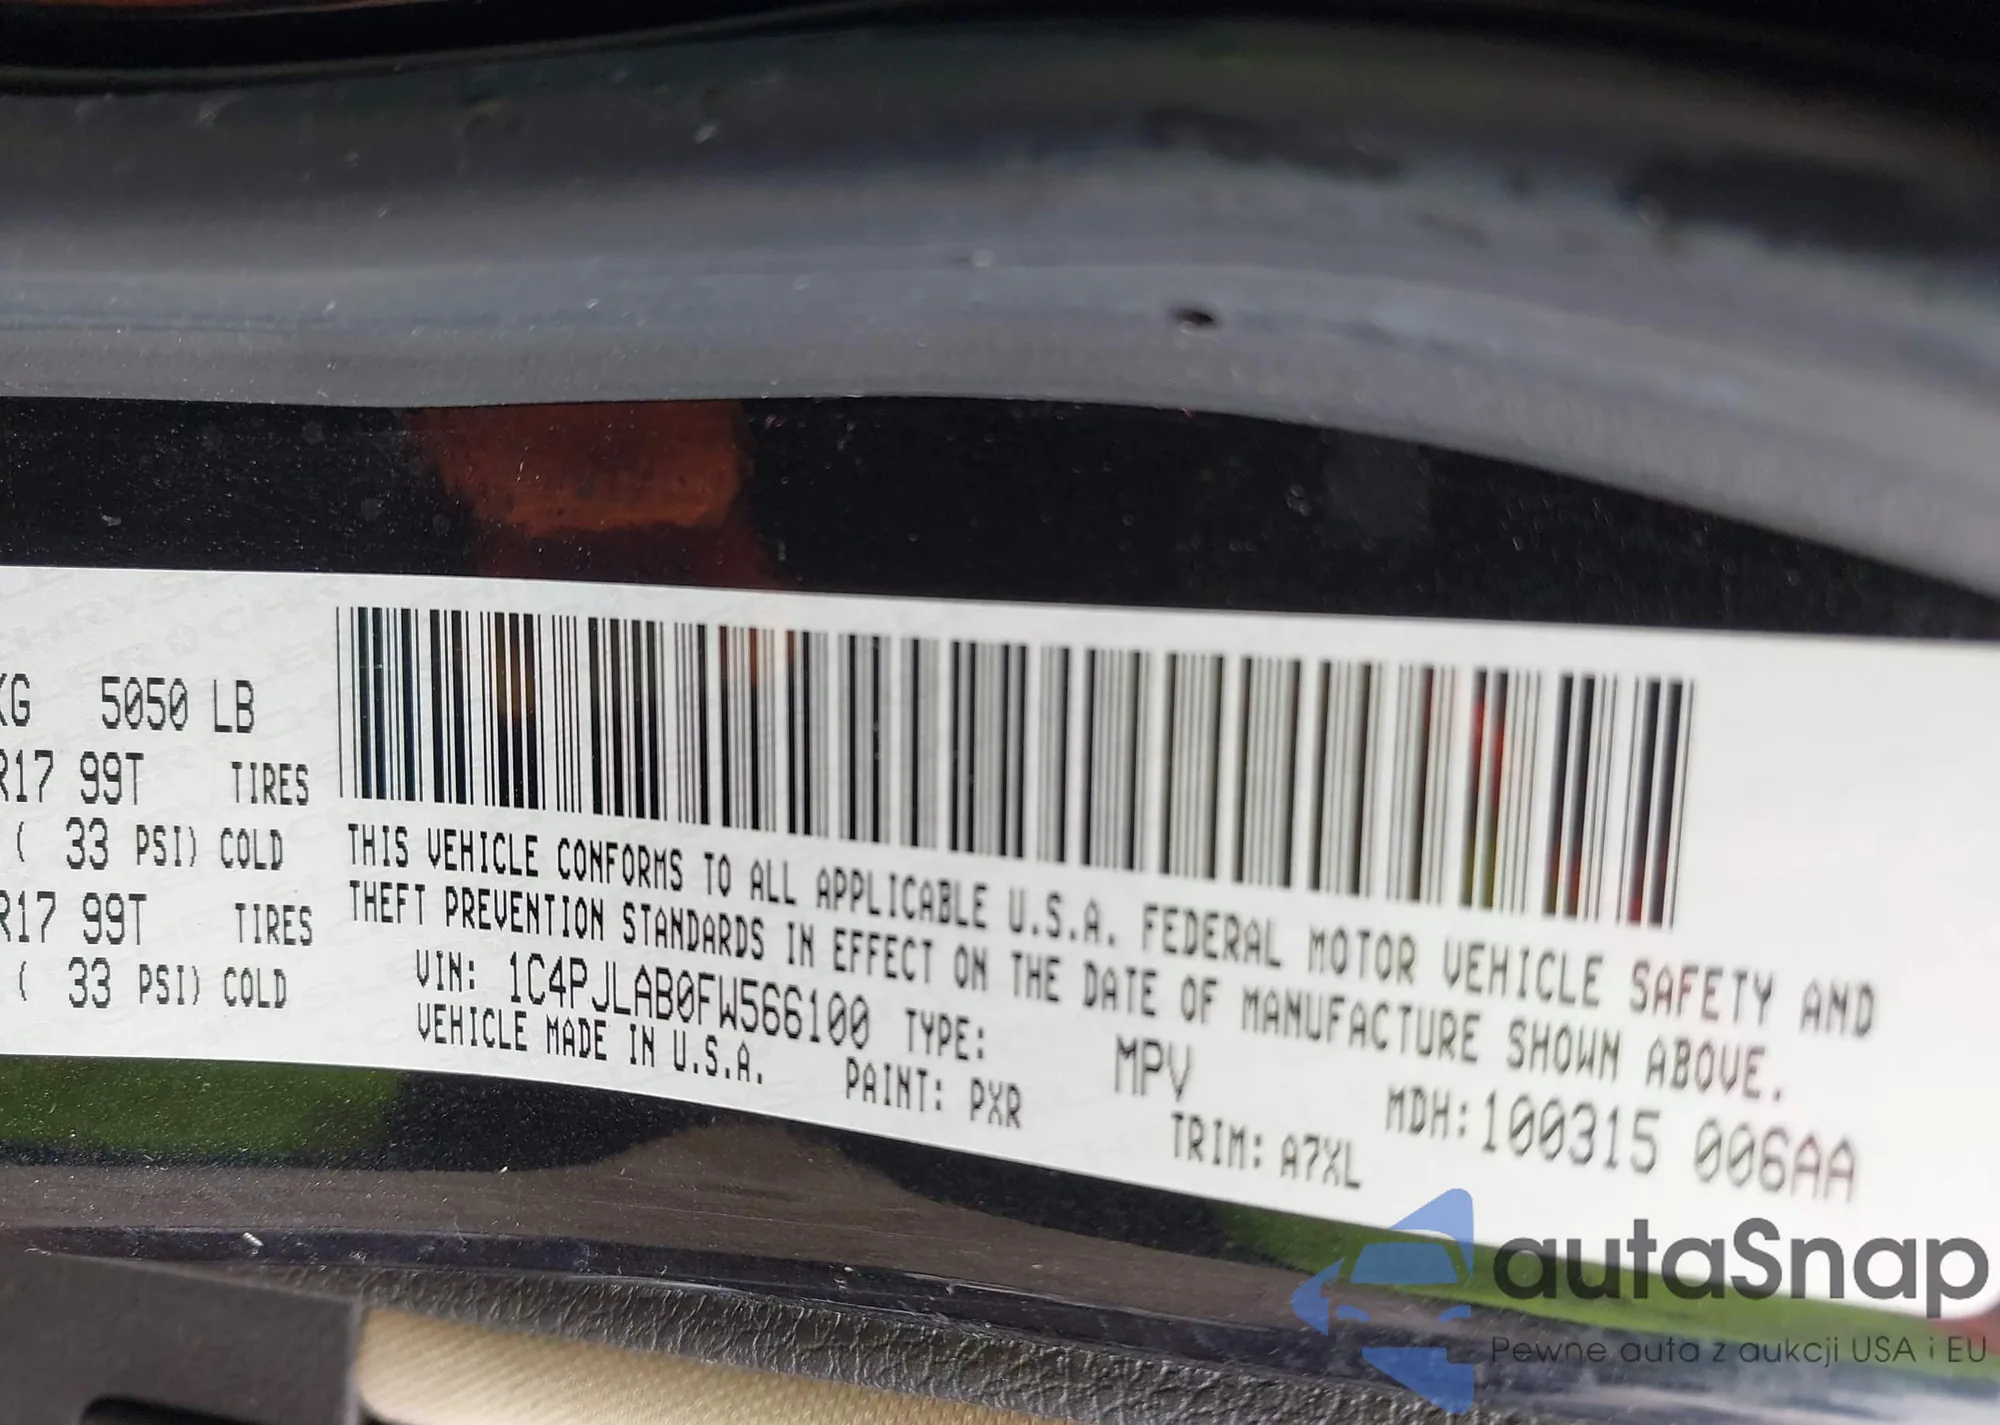 KG 5050 LB
R17 99T TIRES
( 33 PSI) COLD
R17 99T TIRES
( 33 PSI) COLD
THIS VEHICLE CONFORMS TO ALL APPLICABLE U.S.A. FEDERAL MOTOR VEHICLE SAFETY AND
THEFT PREVENTION STANDARDS IN EFFECT ON THE DATE OF MANUFACTURE SHOWN ABOVE.
VIN: 1C4PJLAB0FW566100 TYPE: MPV MDH:100315 006AA
VEHICLE MADE IN U.S.A. PAINT: PXR TRIM: A7XL
autaSnap
Pewne auta z aukcji USA i EU